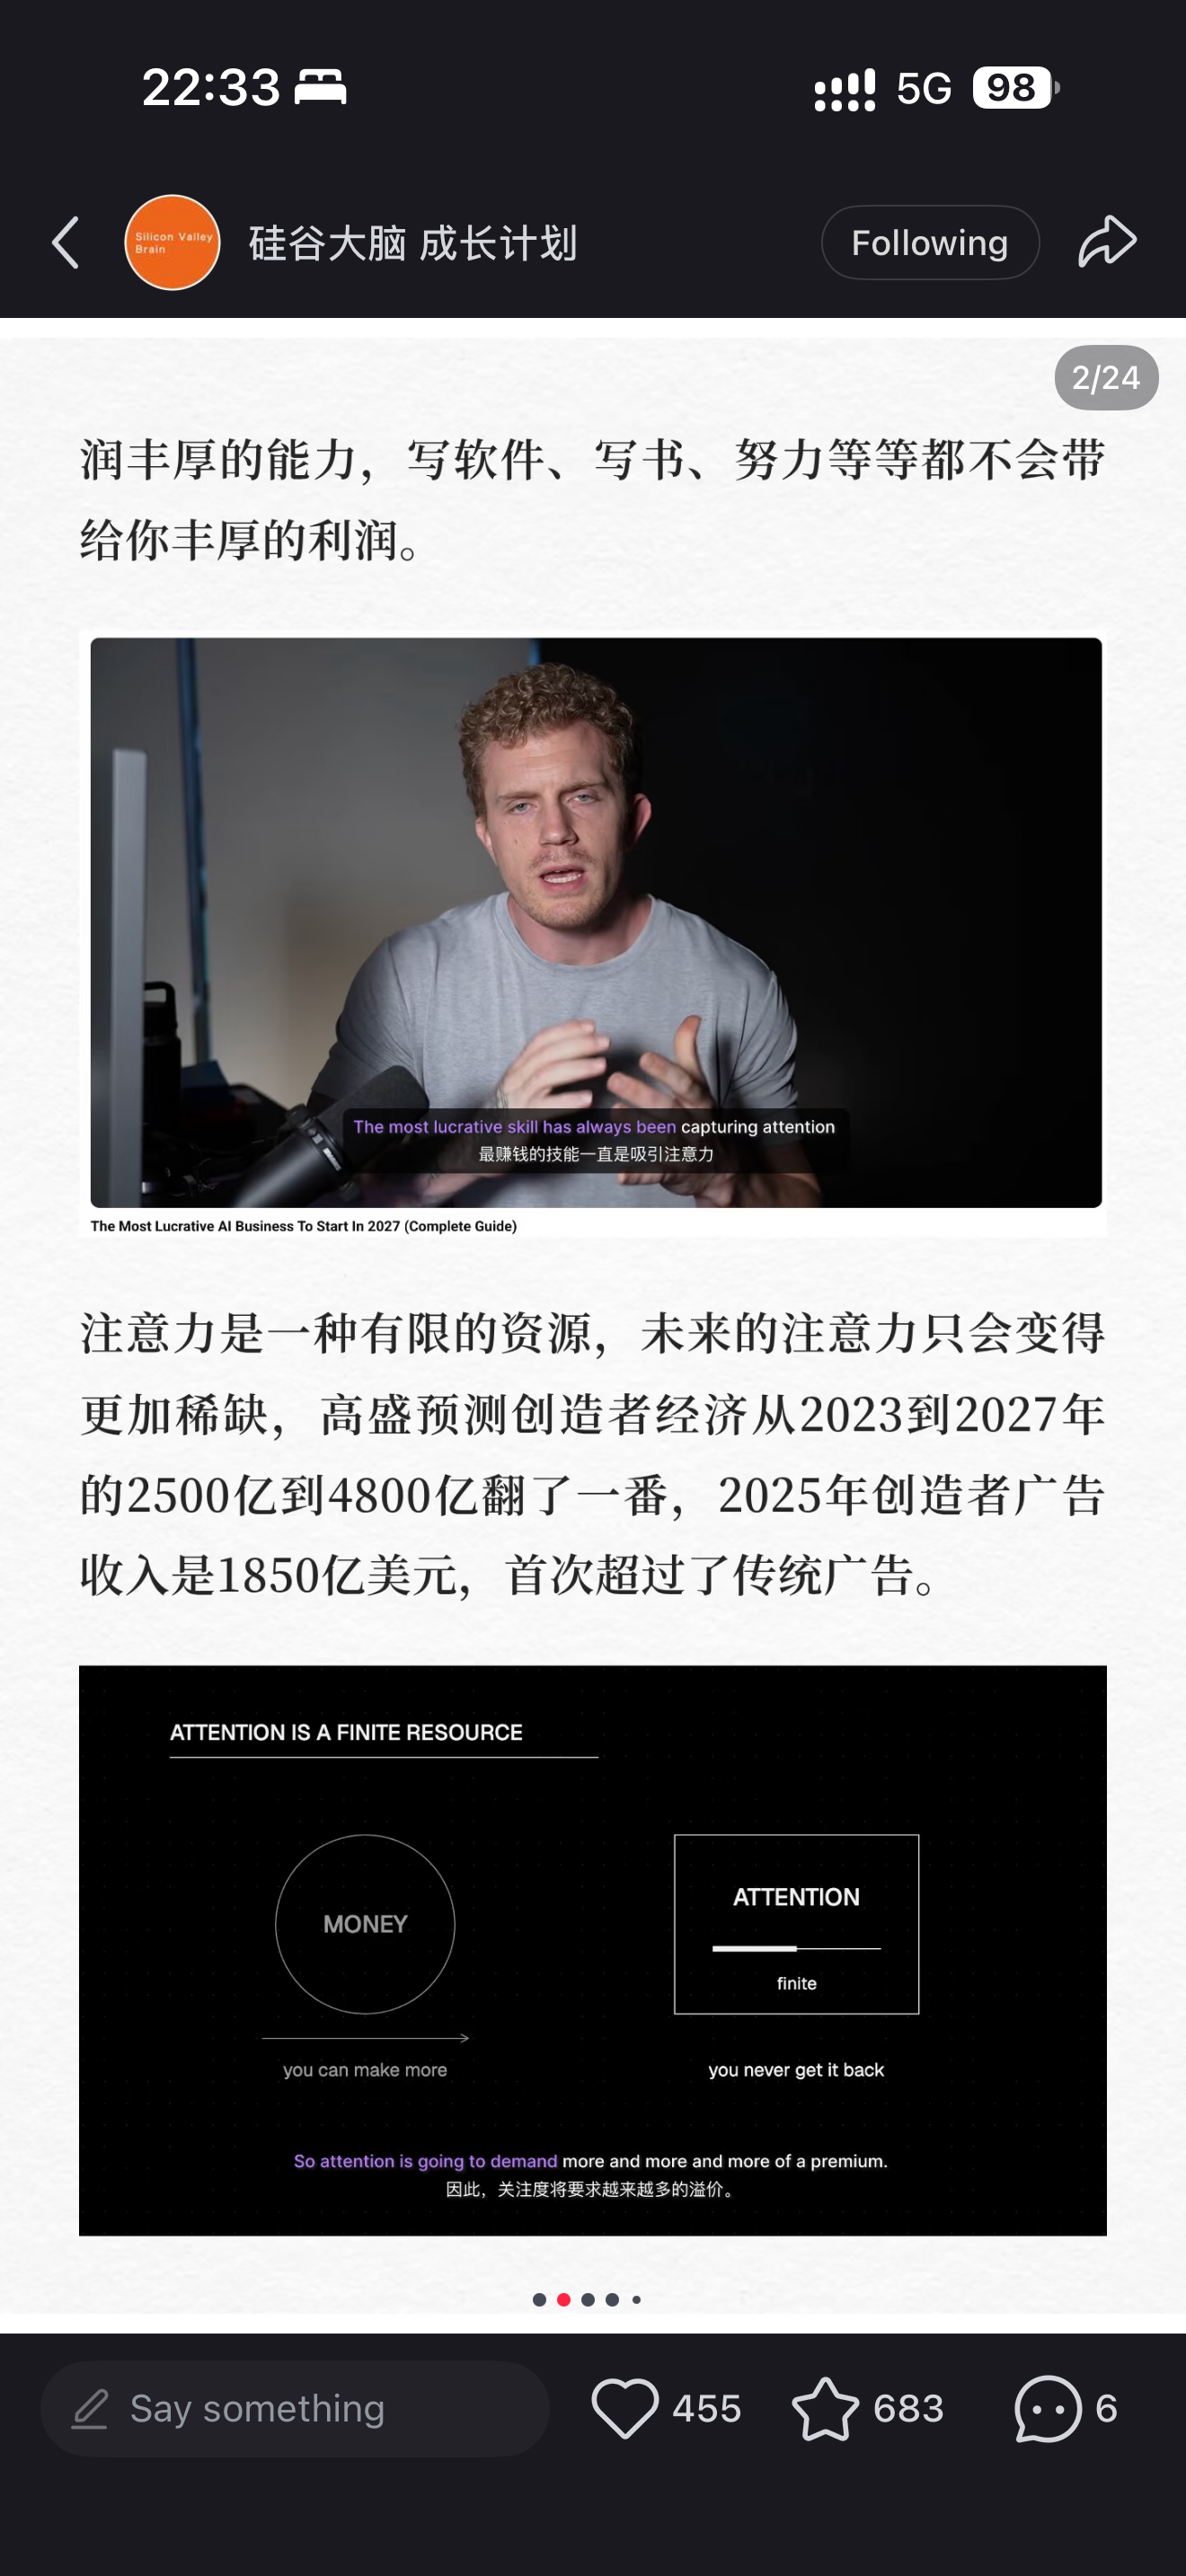 22:33
5G
98
Silicon Valley
Brain
硅谷大脑 成长计划
Following
2/24
润丰厚的能力，写软件、写书、努力等等都不会带
给你丰厚的利润。
The most lucrative skill has always been capturing attention
最赚钱的技能一直是吸引注意力
The Most Lucrative AI Business To Start In 2027 (Complete Guide)
注意力是一种有限的资源，未来的注意力只会变得
更加稀缺，高盛预测创造者经济从2023到2027年
的2500亿到4800亿翻了一番，2025年创造者广告
收入是1850亿美元，首次超过了传统广告。
ATTENTION IS A FINITE RESOURCE
MONEY
ATTENTION
finite
you can make more
you never get it back
So attention is going to demand more and more and more of a premium.
因此，关注度将要求越来越多的溢价。
Say something
455
683
6